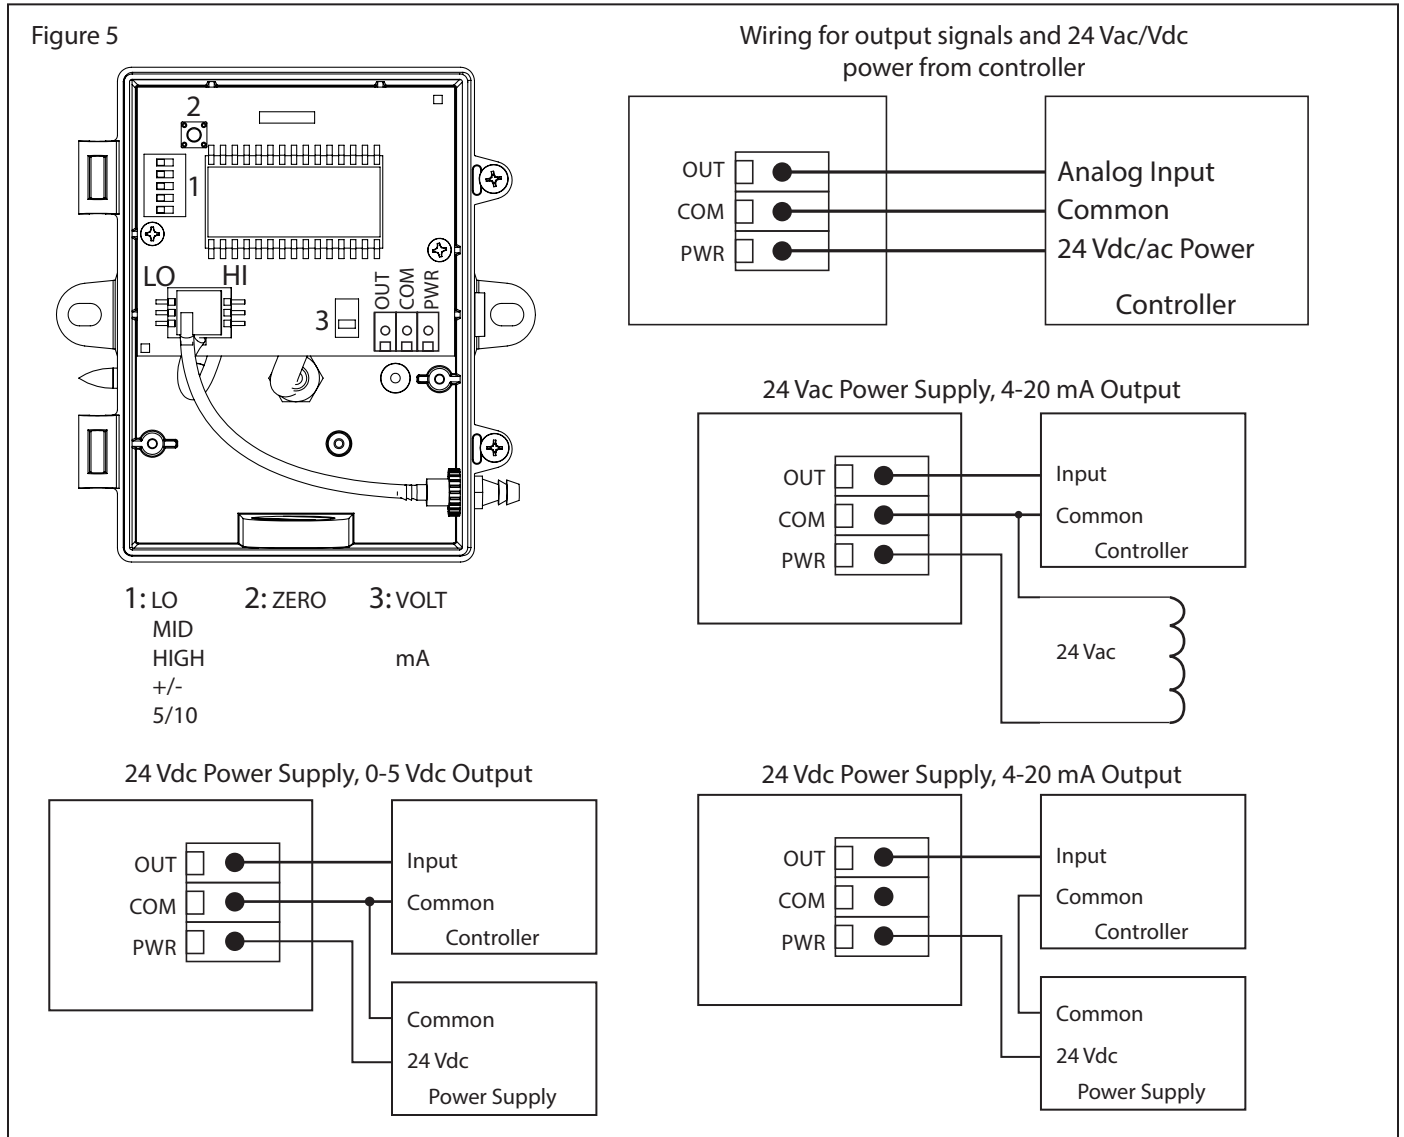 Figure 5
2
1
LO
HI
3
OUT
COM
PWR
1: LO
MID
HIGH
+/-
5/10
2: ZERO
3: VOLT
mA
Wiring for output signals and 24 Vac/Vdc
power from controller
OUT
COM
PWR
Analog Input
Common
24 Vdc/ac Power
Controller
24 Vac Power Supply, 4-20 mA Output
OUT
COM
PWR
Input
Common
Controller
24 Vac
24 Vdc Power Supply, 0-5 Vdc Output
OUT
COM
PWR
Input
Common
Controller
Common
24 Vdc
Power Supply
24 Vdc Power Supply, 4-20 mA Output
OUT
COM
PWR
Input
Common
Controller
Common
24 Vdc
Power Supply